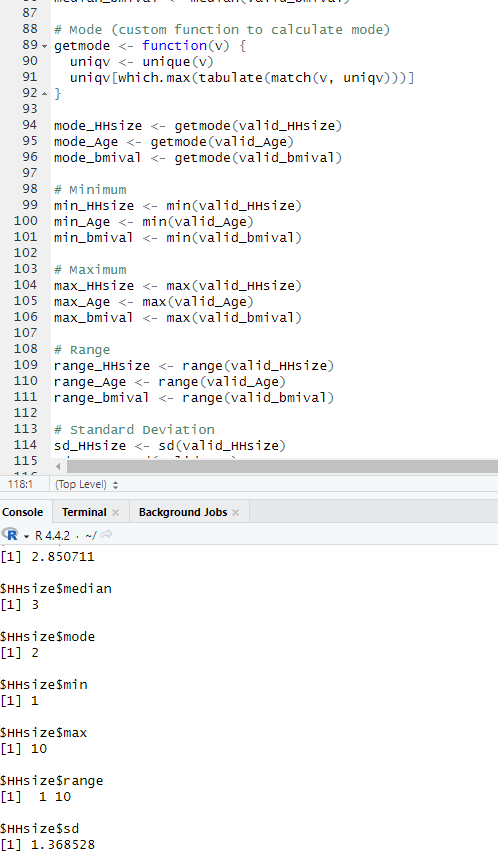 87
88 # Mode (custom function to calculate mode)
89 getmode <- function(v) {
90   uniqv <- unique(v)
91   uniqv[which.max(tabulate(match(v, uniqv)))]
92 }
93
94 mode_HHsize <- getmode(valid_HHsize)
95 mode_Age <- getmode(valid_Age)
96 mode_bmival <- getmode(valid_bmival)
97
98 # Minimum
99 min_HHsize <- min(valid_HHsize)
100 min_Age <- min(valid_Age)
101 min_bmival <- min(valid_bmival)
102
103 # Maximum
104 max_HHsize <- max(valid_HHsize)
105 max_Age <- max(valid_Age)
106 max_bmival <- max(valid_bmival)
107
108 # Range
109 range_HHsize <- range(valid_HHsize)
110 range_Age <- range(valid_Age)
111 range_bmival <- range(valid_bmival)
112
113 # Standard Deviation
114 sd_HHsize <- sd(valid_HHsize)
115
118:1 (Top Level)
Console Terminal Background Jobs
R R 4.4.2 · ~/
[1] 2.850711
$HHsize$median
[1] 3
$HHsize$mode
[1] 2
$HHsize$min
[1] 1
$HHsize$max
[1] 10
$HHsize$range
[1]  1 10
$HHsize$sd
[1] 1.368528